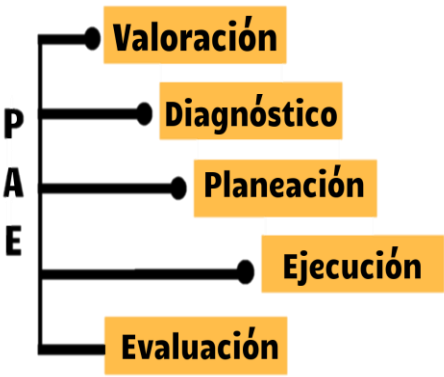 Valoración
Diagnóstico
Planeación
Ejecución
Evaluación
P
A
E